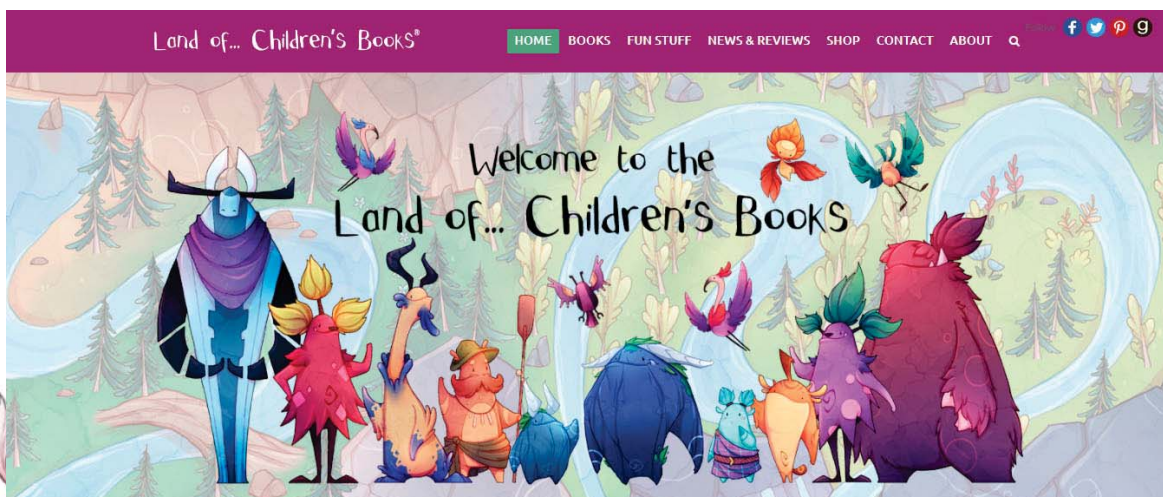 Land of... Children's Books®
HOME BOOKS FUN STUFF NEWS & REVIEWS SHOP CONTACT ABOUT
Follow:
Welcome to the
Land of... Children's Books